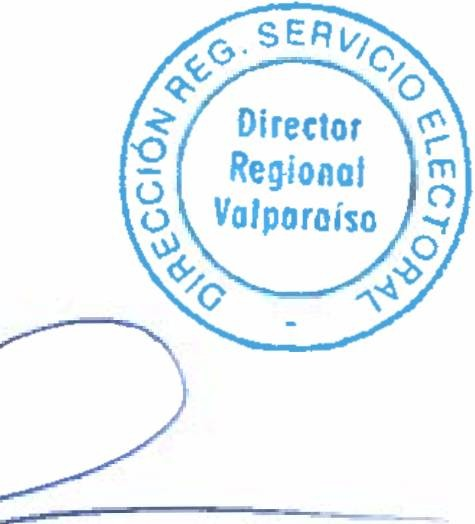 DIRECCIÓN REG. SERVICIO ELECTORAL
Director
Regional
Valparaíso